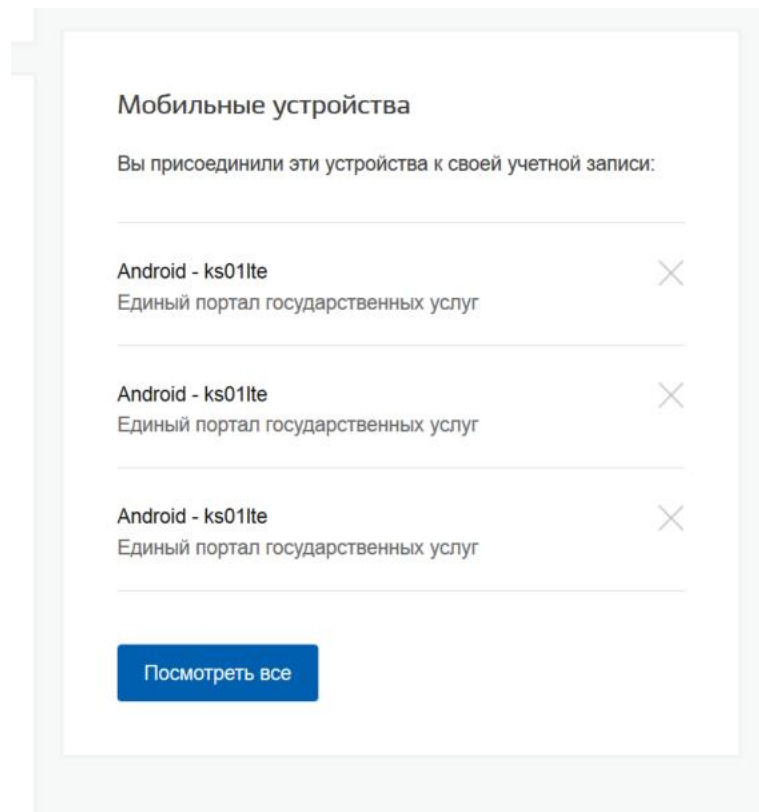 Мобильные устройства
Вы присоединили эти устройства к своей учетной записи:
Android - ks01lte
Единый портал государственных услуг
Android - ks01lte
Единый портал государственных услуг
Android - ks01lte
Единый портал государственных услуг
Посмотреть все